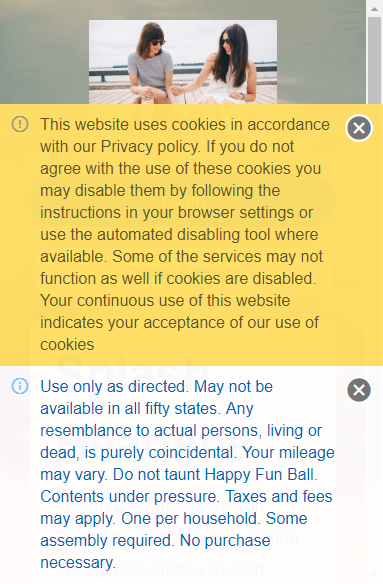 This website uses cookies in accordance
with our Privacy policy. If you do not
agree with the use of these cookies you
may disable them by following the
instructions in your browser settings or
use the automated disabling tool where
available. Some of the services may not
function as well if cookies are disabled.
Your continuous use of this website
indicates your acceptance of our use of
cookies
Splash
Use only as directed. May not be
available in all fifty states. Any
resemblance to actual persons, living or
dead, is purely coincidental. Your mileage
may vary. Do not taunt Happy Fun Ball.
Contents under pressure. Taxes and fees
may apply. One per household. Some
assembly required. No purchase
necessary.
Description Splash